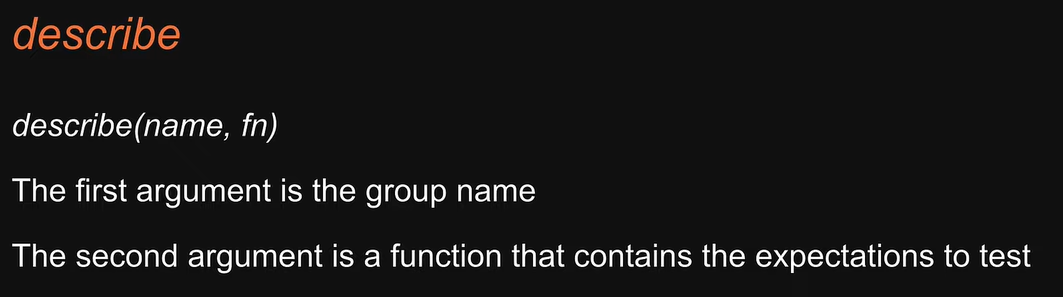 describe
describe(name, fn)
The first argument is the group name
The second argument is a function that contains the expectations to test